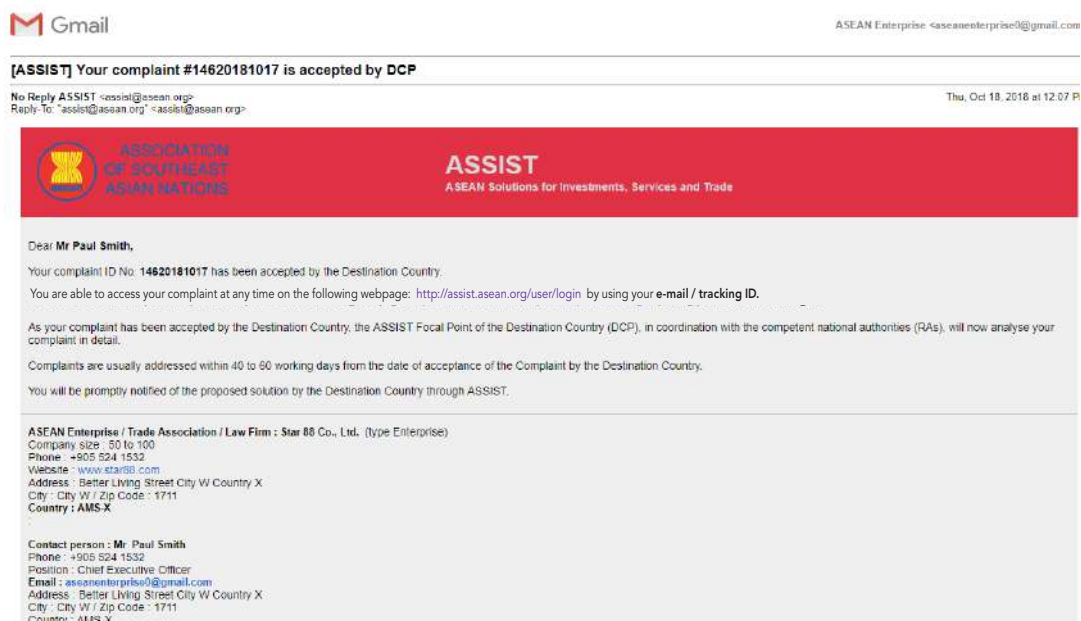 Gmail
ASEAN Enterprise <aseanenterprise0@gmail.com
[ASSIST] Your complaint #14620181017 is accepted by DCP
No Reply ASSIST <assist@asean.org>
Thu, Oct 18, 2018 at 12:07 P
Reply-To: "assist@asean.org" <assist@asean.org>
ASSOCIATION
OF SOUTHEAST
ASIAN NATIONS
ASSIST
ASEAN Solutions for Investments, Services and Trade
Dear Mr Paul Smith,
Your complaint ID No: 14620181017 has been accepted by the Destination Country.
You are able to access your complaint at any time on the following webpage: http://assist.asean.org/user/login by using your e-mail / tracking ID.
As your complaint has been accepted by the Destination Country, the ASSIST Focal Point of the Destination Country (DCP), in coordination with the competent national authorities (RAs), will now analyse your
complaint in detail.
Complaints are usually addressed within 40 to 60 working days from the date of acceptance of the Complaint by the Destination Country.
You will be promptly notified of the proposed solution by the Destination Country through ASSIST.
ASEAN Enterprise / Trade Association / Law Firm : Star 88 Co., Ltd. (type Enterprise)
Company size : 50 to 100
Phone : +905 524 1532
Website : www.star88.com
Address : Better Living Street City W Country X
City : City W / Zip Code : 1711
Country : AMS-X
:
Contact person : Mr Paul Smith
Phone : +905 524 1532
Position : Chief Executive Officer
Email : aseanenterprise0@gmail.com
Address : Better Living Street City W Country X
City : City W / Zip Code : 1711
Country : AMS-X